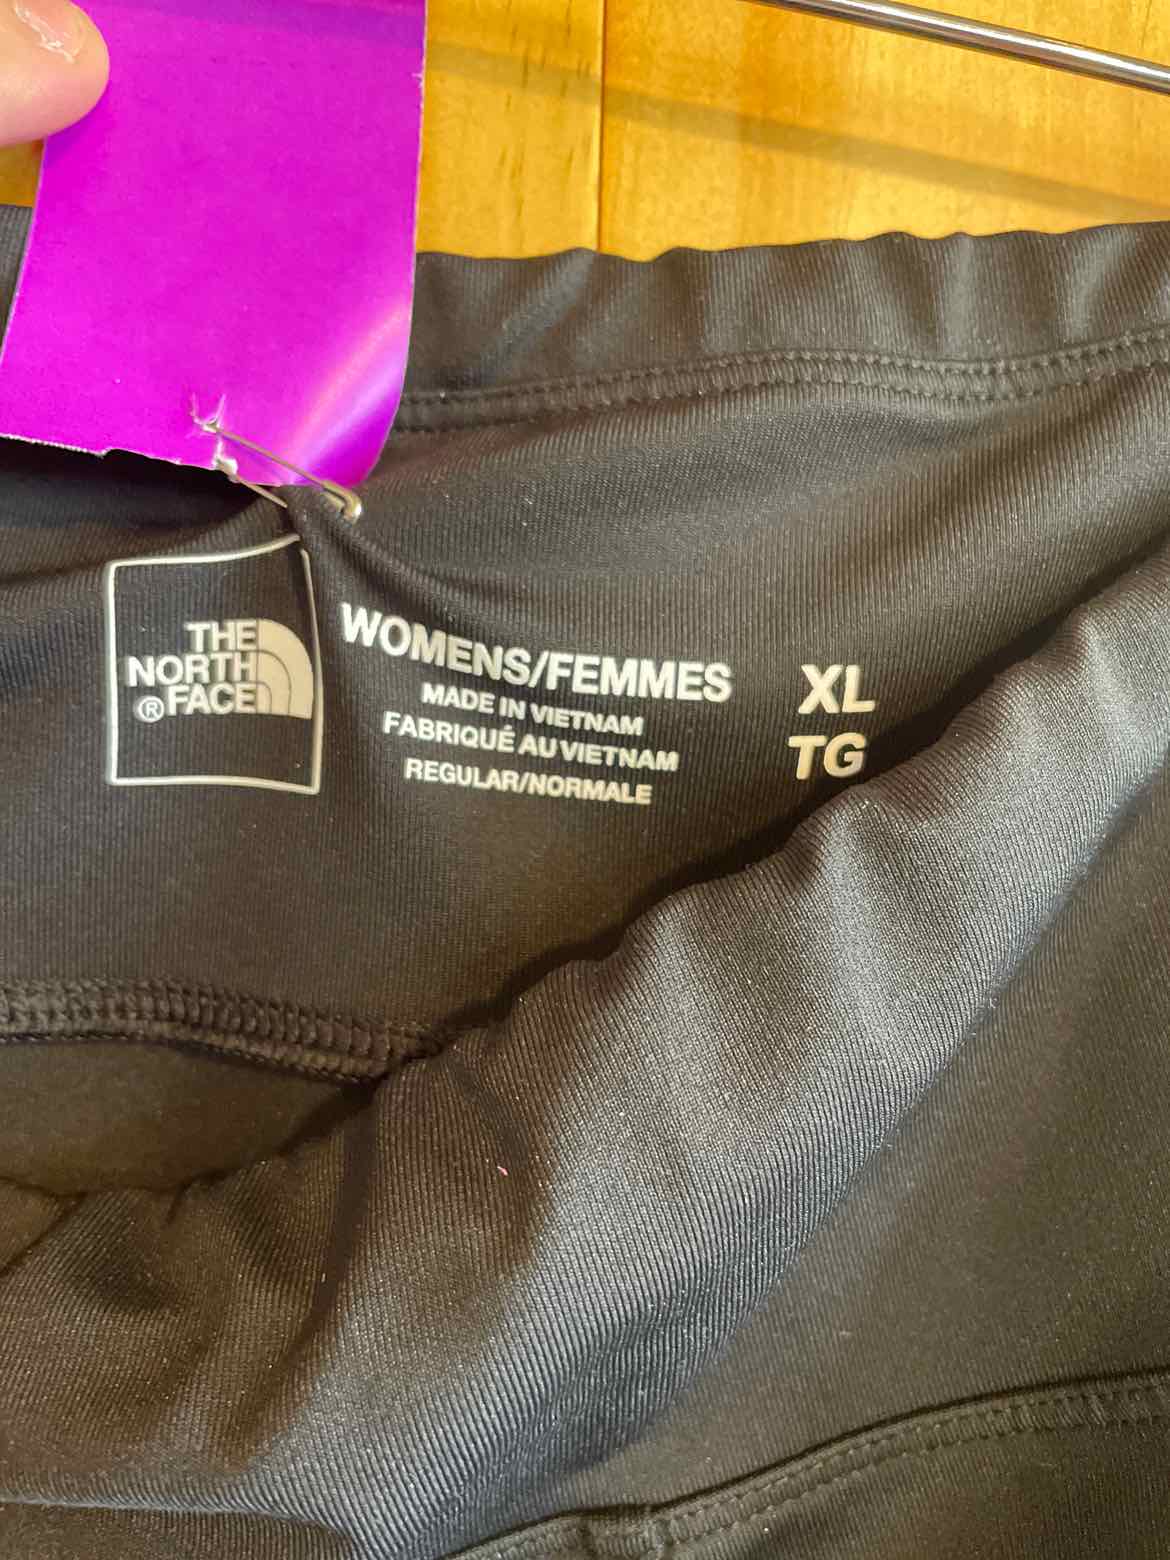 THE
NORTH
® FACE
WOMENS/FEMMES
MADE IN VIETNAM
FABRIQUÉ AU VIETNAM
REGULAR/NORMALE
XL
TG